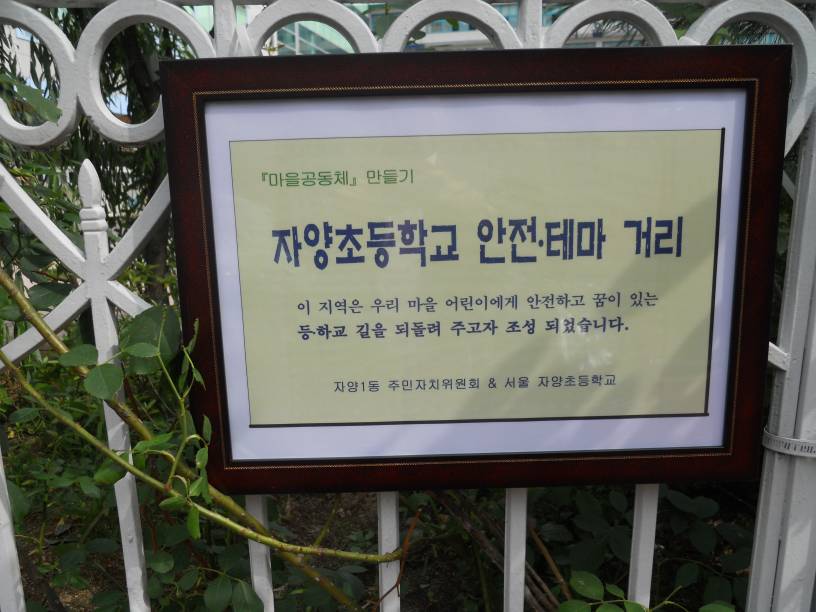 『마을공동체』 만들기
자양초등학교 안전·테마 거리
이 지역은 우리 마을 어린이에게 안전하고 꿈이 있는
등하교 길을 되돌려 주고자 조성 되었습니다.
자양1동 주민자치위원회 & 서울 자양초등학교